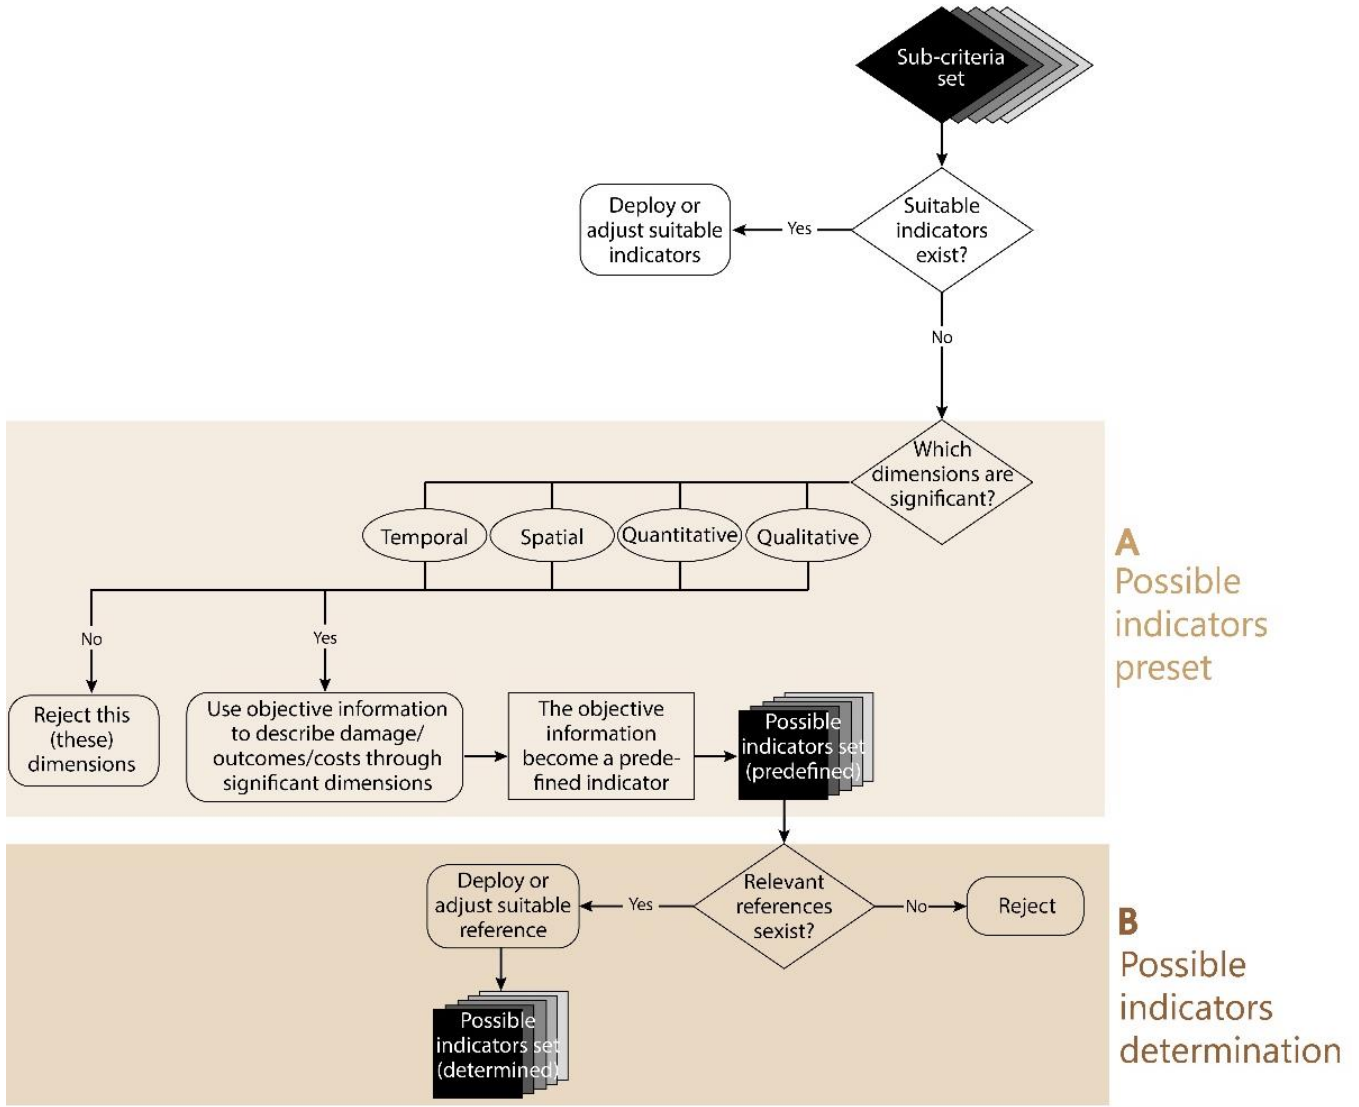 Sub-criteria
set
Suitable
indicators
exist?
Yes
Deploy or
adjust suitable
indicators
No
Which
dimensions are
significant?
Temporal
Spatial
Quantitative
Qualitative
No
Yes
Reject this
(these)
dimensions
Use objective information
to describe damage/
outcomes/costs through
significant dimensions
The objective
information
become a prede-
fined indicator
Possible
indicators set
(predefined)
A
Possible
indicators
preset
Relevant
references
sexist?
Yes
No
Deploy or
adjust suitable
reference
Reject
Possible
indicators set
(determined)
B
Possible
indicators
determination